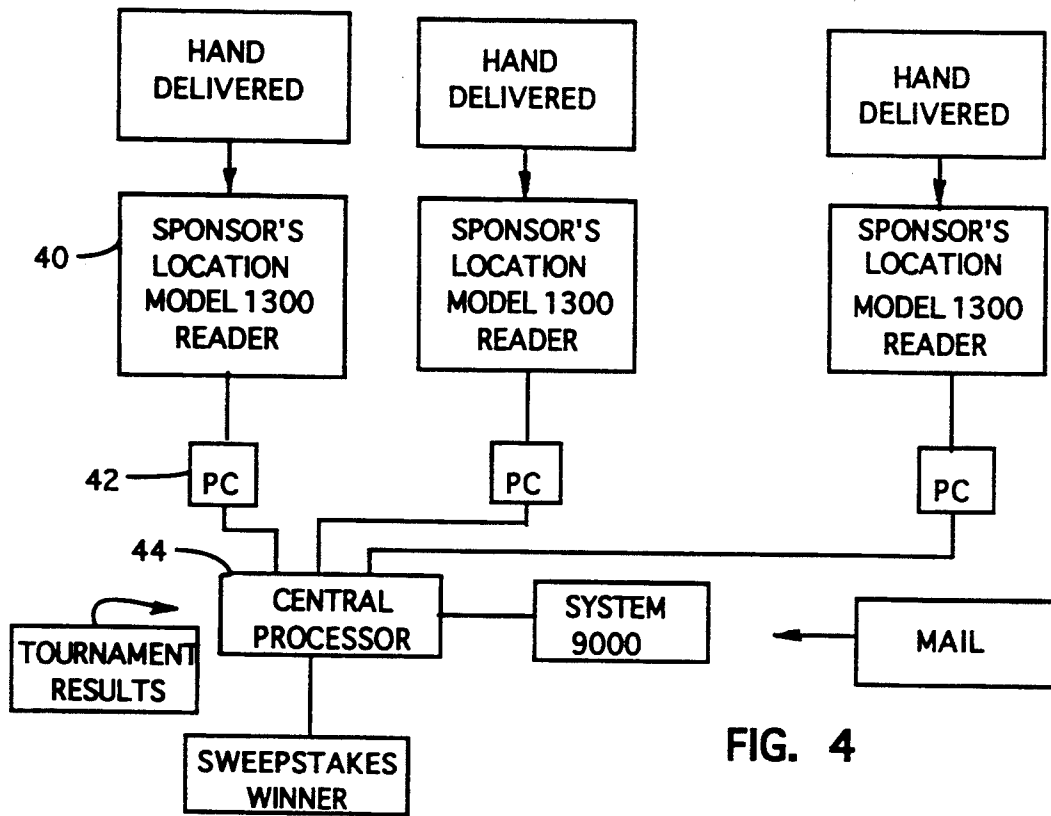 HAND
DELIVERED
HAND
DELIVERED
HAND
DELIVERED
40
SPONSOR'S
LOCATION
MODEL 1300
READER
SPONSOR'S
LOCATION
MODEL 1300
READER
SPONSOR'S
LOCATION
MODEL 1300
READER
42
PC
PC
PC
44
CENTRAL
PROCESSOR
SYSTEM
9000
MAIL
TOURNAMENT
RESULTS
SWEEPSTAKES
WINNER
FIG. 4